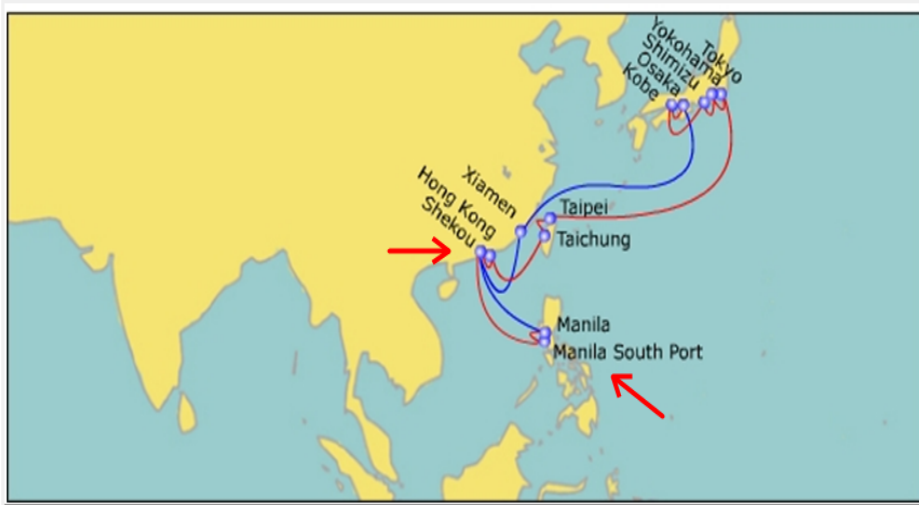 Tokyo
Yokohama
Shimizu
Osaka
Kobe
Xiamen
Hong Kong
Shekou
Taipei
Taichung
Manila
Manila South Port